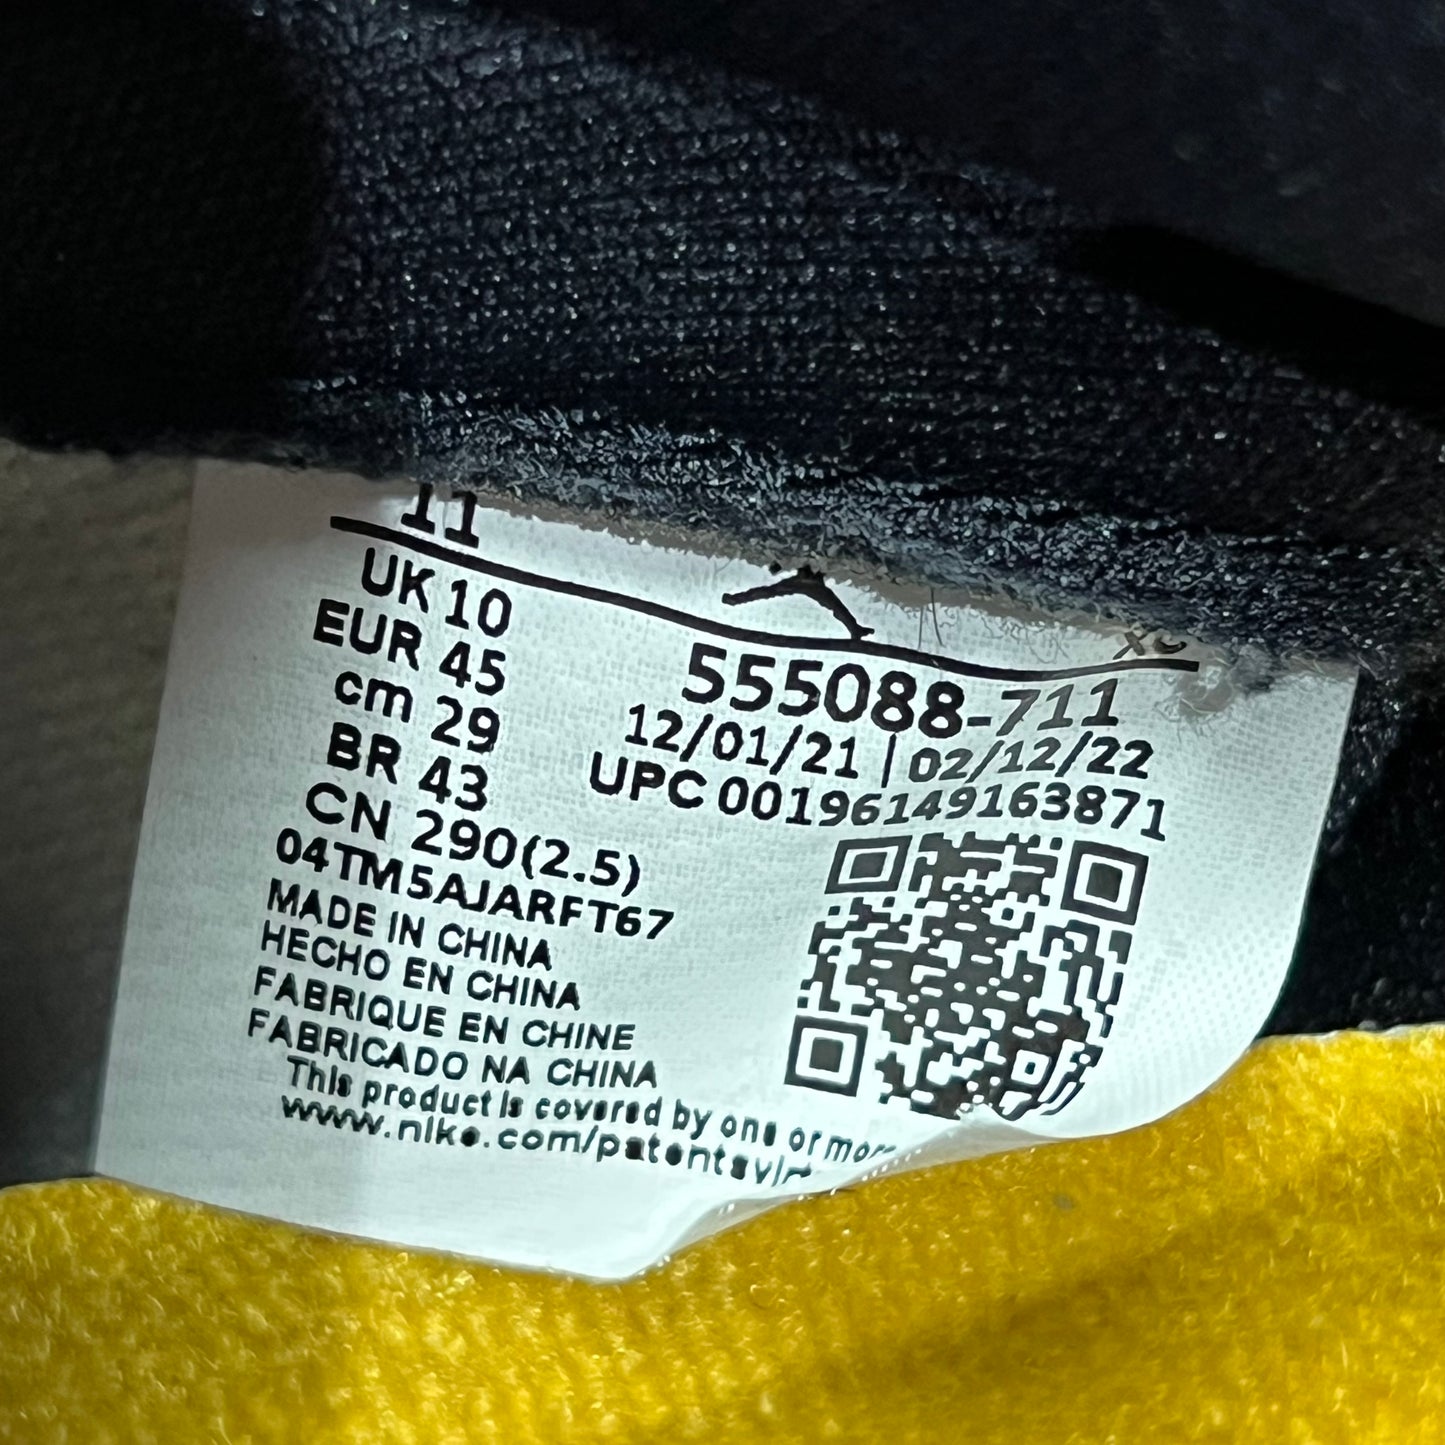 11
UK 10
EUR 45
cm 29
BR 43
CN 290(2.5)
04TM5AJARFT67
MADE IN CHINA
HECHO EN CHINA
FABRIQUE EN CHINE
FABRICADO NA CHINA
This product is covered by one or more
www.nike.com/patents
555088-711
12/01/21 | 02/12/22
UPC 00196149163871